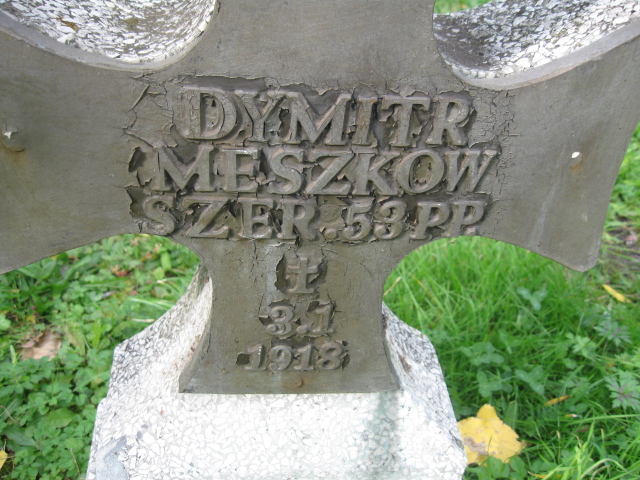 DYMITR
MESZKOW
SZER. 53 PP.
†
3.1
1918